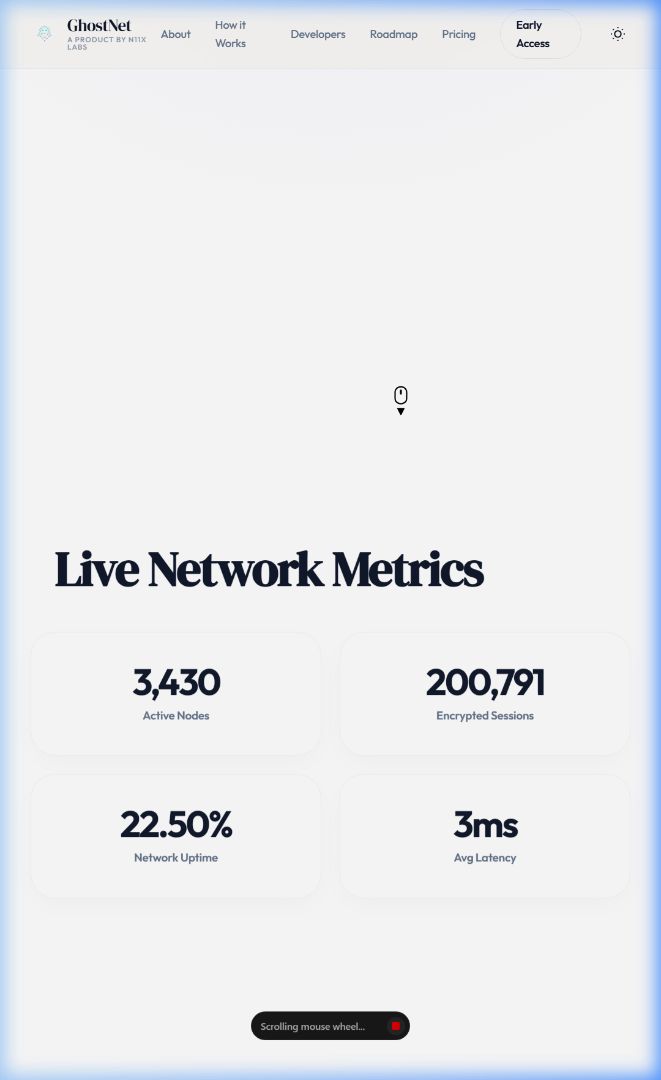 GhostNet
A PRODUCT BY N11X
LABS
About
How it
Works
Developers
Roadmap
Pricing
Early
Access
Live Network Metrics
3,430
Active Nodes
200,791
Encrypted Sessions
22.50%
Network Uptime
3ms
Avg Latency
Scrolling mouse wheel...